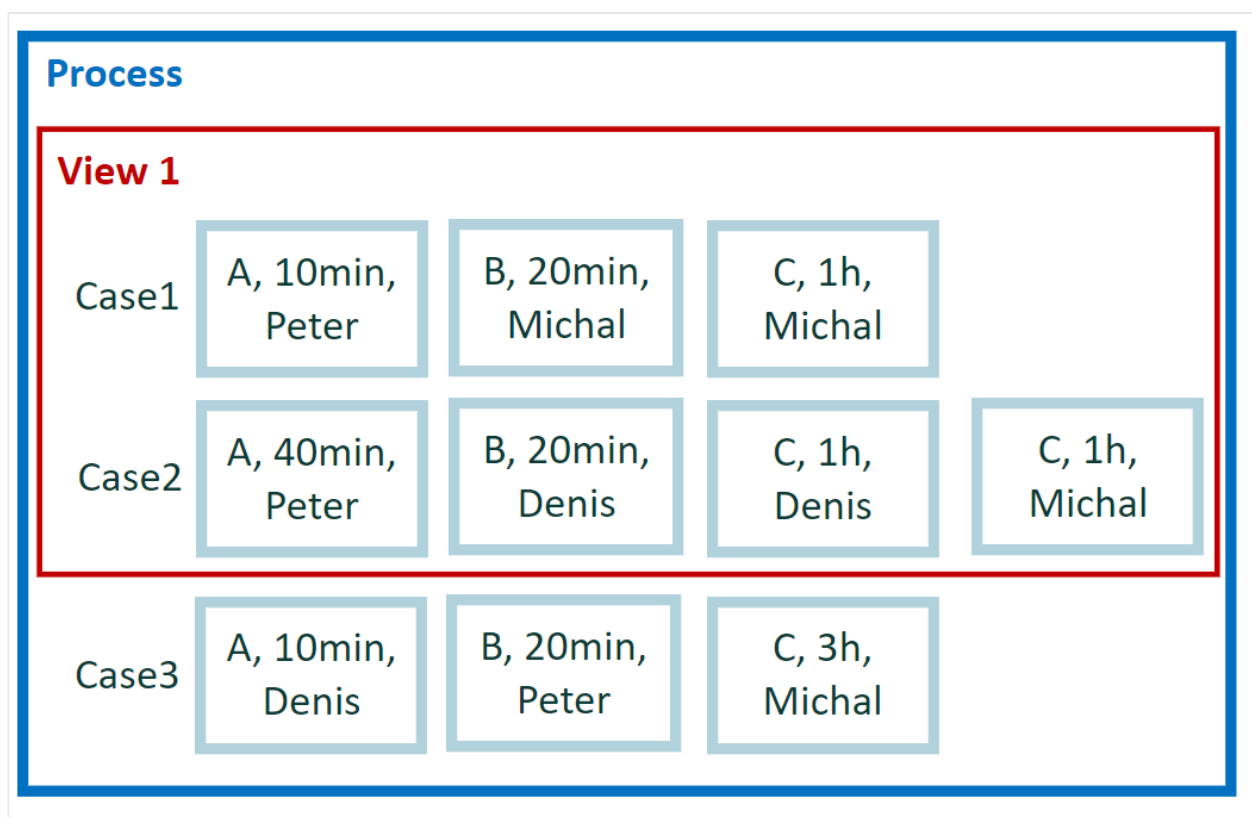 Process
View 1
Case1
A, 10min,
Peter
B, 20min,
Michal
C, 1h,
Michal
Case2
A, 40min,
Peter
B, 20min,
Denis
C, 1h,
Denis
C, 1h,
Michal
Case3
A, 10min,
Denis
B, 20min,
Peter
C, 3h,
Michal